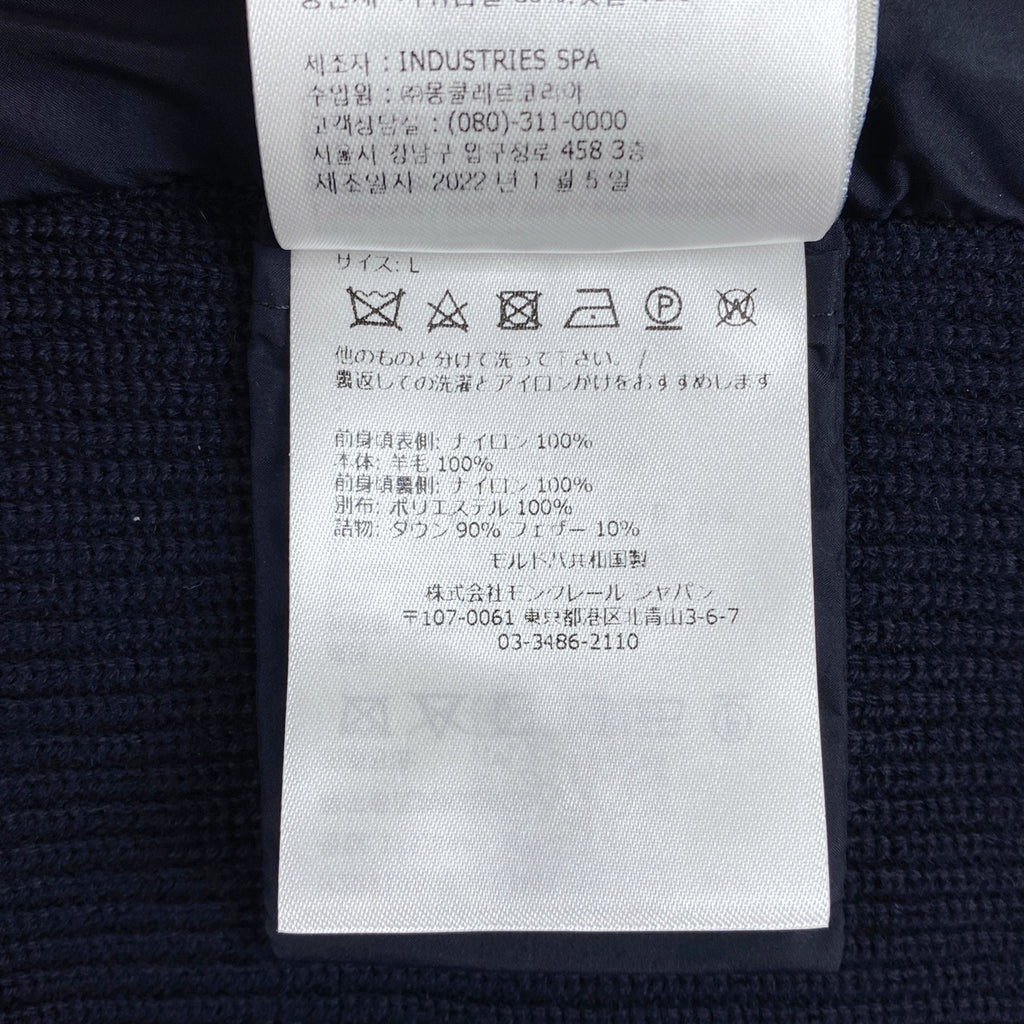 제조자 : INDUSTRIES SPA
수입원 : ㈜몽클레르코리아
고객상담실 : (080)-311-0000
서울시 강남구 압구정로 458 3층
제조일자 2022 년 1 월 5 일
サイズ: L
P
W
他のものと分けて洗って下さい。 /
裏返しての洗濯とアイロンがけをおすすめします
前身頃表側: ナイロン 100%
本体: 羊毛 100%
前身頃裏側: ナイロン 100%
別布: ポリエステル 100%
詰物: ダウン 90% フェザー 10%
モルドバ共和国製
株式会社モンクレール ジャパン
〒107-0061 東京都港区北青山3-6-7
03-3486-2110